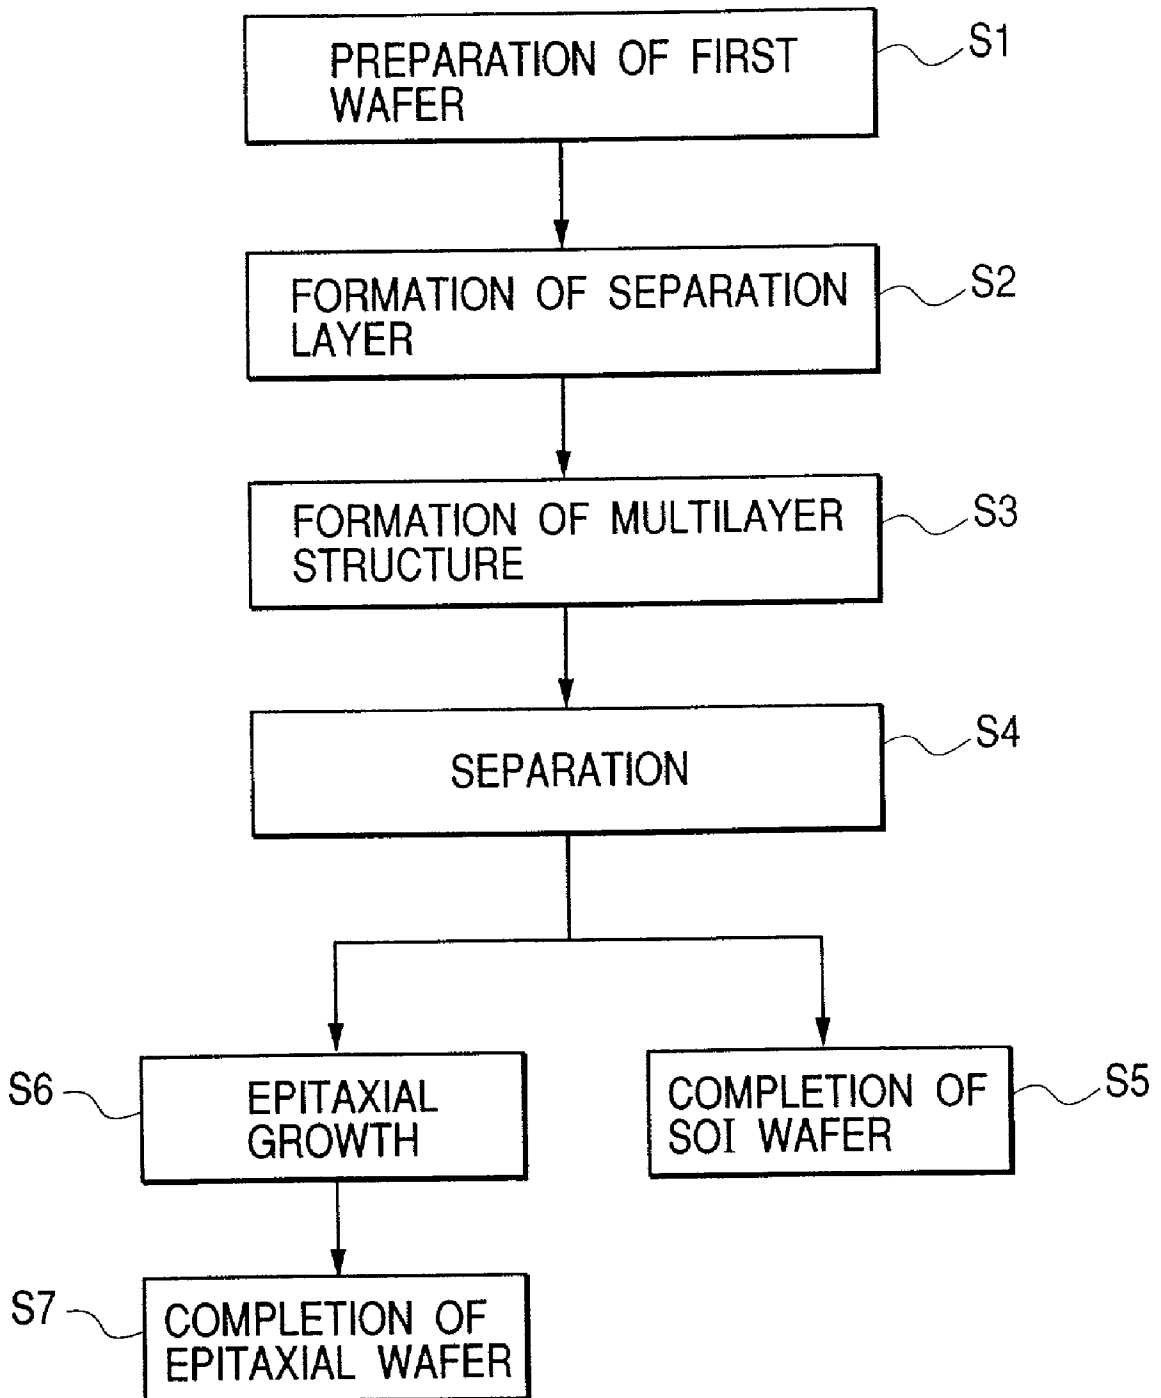 PREPARATION OF FIRST
WAFER
S1
FORMATION OF SEPARATION
LAYER
S2
FORMATION OF MULTILAYER
STRUCTURE
S3
SEPARATION
S4
S6
EPITAXIAL
GROWTH
COMPLETION OF
SOI WAFER
S5
S7
COMPLETION OF
EPITAXIAL WAFER